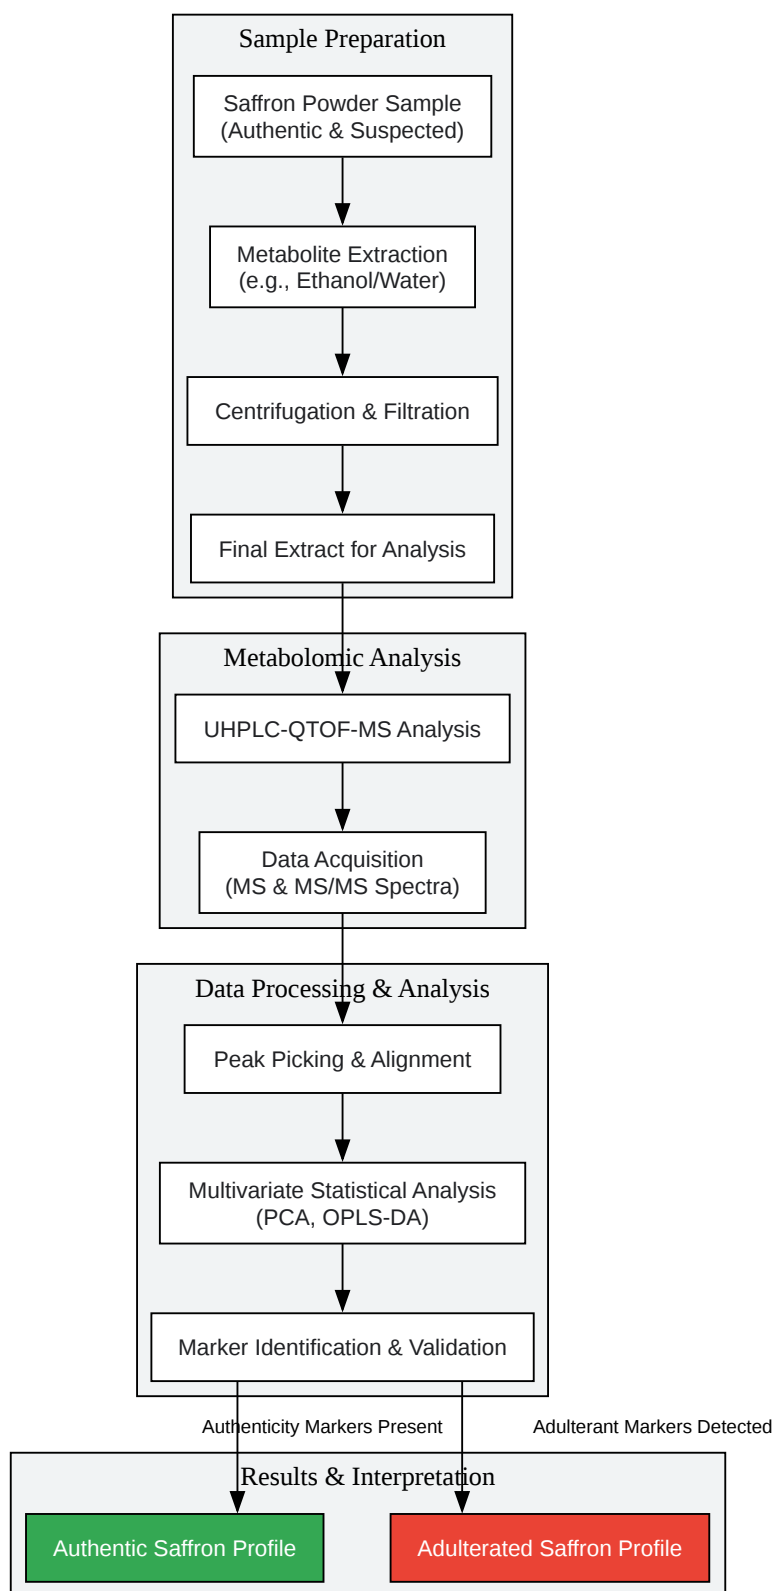 Sample Preparation
Saffron Powder Sample
(Authentic & Suspected)
Metabolite Extraction
(e.g., Ethanol/Water)
Centrifugation & Filtration
Final Extract for Analysis
Metabolomic Analysis
UHPLC-QTOF-MS Analysis
Data Acquisition
(MS & MS/MS Spectra)
Data Processing & Analysis
Peak Picking & Alignment
Multivariate Statistical Analysis
(PCA, OPLS-DA)
Marker Identification & Validation
Authenticity Markers Present
Adulterant Markers Detected
Results & Interpretation
Authentic Saffron Profile
Adulterated Saffron Profile